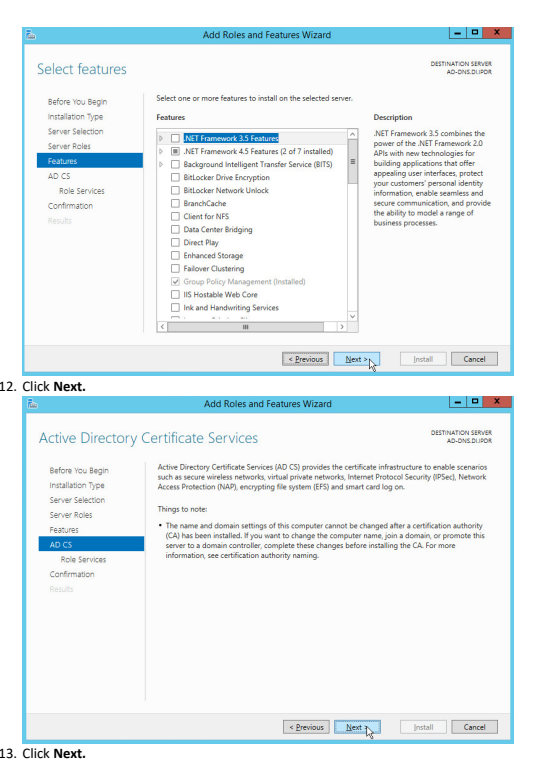 Add Roles and Features Wizard
Select features
DESTINATION SERVER
AD-DNS.DI.IPDR
Before You Begin
Installation Type
Server Selection
Server Roles
Features
AD CS
Role Services
Confirmation
Results
Select one or more features to install on the selected server.
Features
.NET Framework 3.5 Features
.NET Framework 4.5 Features (2 of 7 installed)
Background Intelligent Transfer Service (BITS)
BitLocker Drive Encryption
BitLocker Network Unlock
BranchCache
Client for NFS
Data Center Bridging
Direct Play
Enhanced Storage
Failover Clustering
Group Policy Management (Installed)
IIS Hostable Web Core
Ink and Handwriting Services
Description
.NET Framework 3.5 combines the
power of the .NET Framework 2.0
APIs with new technologies for
building applications that offer
appealing user interfaces, protect
your customers' personal identity
information, enable seamless and
secure communication, and provide
the ability to model a range of
business processes.
< Previous
Next >
Install
Cancel
12. Click Next.
Add Roles and Features Wizard
Active Directory Certificate Services
DESTINATION SERVER
AD-DNS.DI.IPDR
Before You Begin
Installation Type
Server Selection
Server Roles
Features
AD CS
Role Services
Confirmation
Results
Active Directory Certificate Services (AD CS) provides the certificate infrastructure to enable scenarios
such as secure wireless networks, virtual private networks, Internet Protocol Security (IPSec), Network
Access Protection (NAP), encrypting file system (EFS) and smart card log on.
Things to note:
• The name and domain settings of this computer cannot be changed after a certification authority
(CA) has been installed. If you want to change the computer name, join a domain, or promote this
server to a domain controller, complete these changes before installing the CA. For more
information, see certification authority naming.
< Previous
Next >
Install
Cancel
13. Click Next.